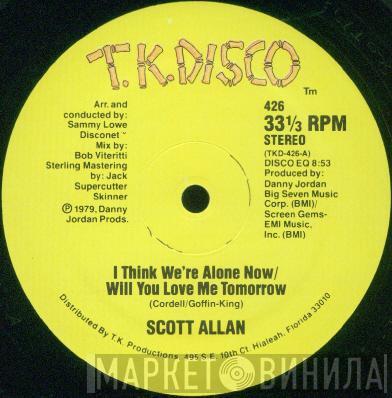 T.K.DISCO
Tm
Arr. and
conducted by:
Sammy Lowe
Disconet ™
Mix by:
Bob Viteritti
Sterling Mastering
by: Jack
Supercutter
Skinner
℗ 1979, Danny
Jordan Prods.
426
33⅓ RPM
STEREO
(TKD-426-A)
DISCO EQ 8:53
Produced by:
Danny Jordan
Big Seven Music
Corp. (BMI)/
Screen Gems-
EMI Music,
Inc. (BMI)
I Think We're Alone Now/
Will You Love Me Tomorrow
(Cordell/Goffin-King)
SCOTT ALLAN
Distributed By T.K. Productions, 495 S.E. 10th Ct. Hialeah, Florida 33010
МАРКЕТ ВИНИЛА